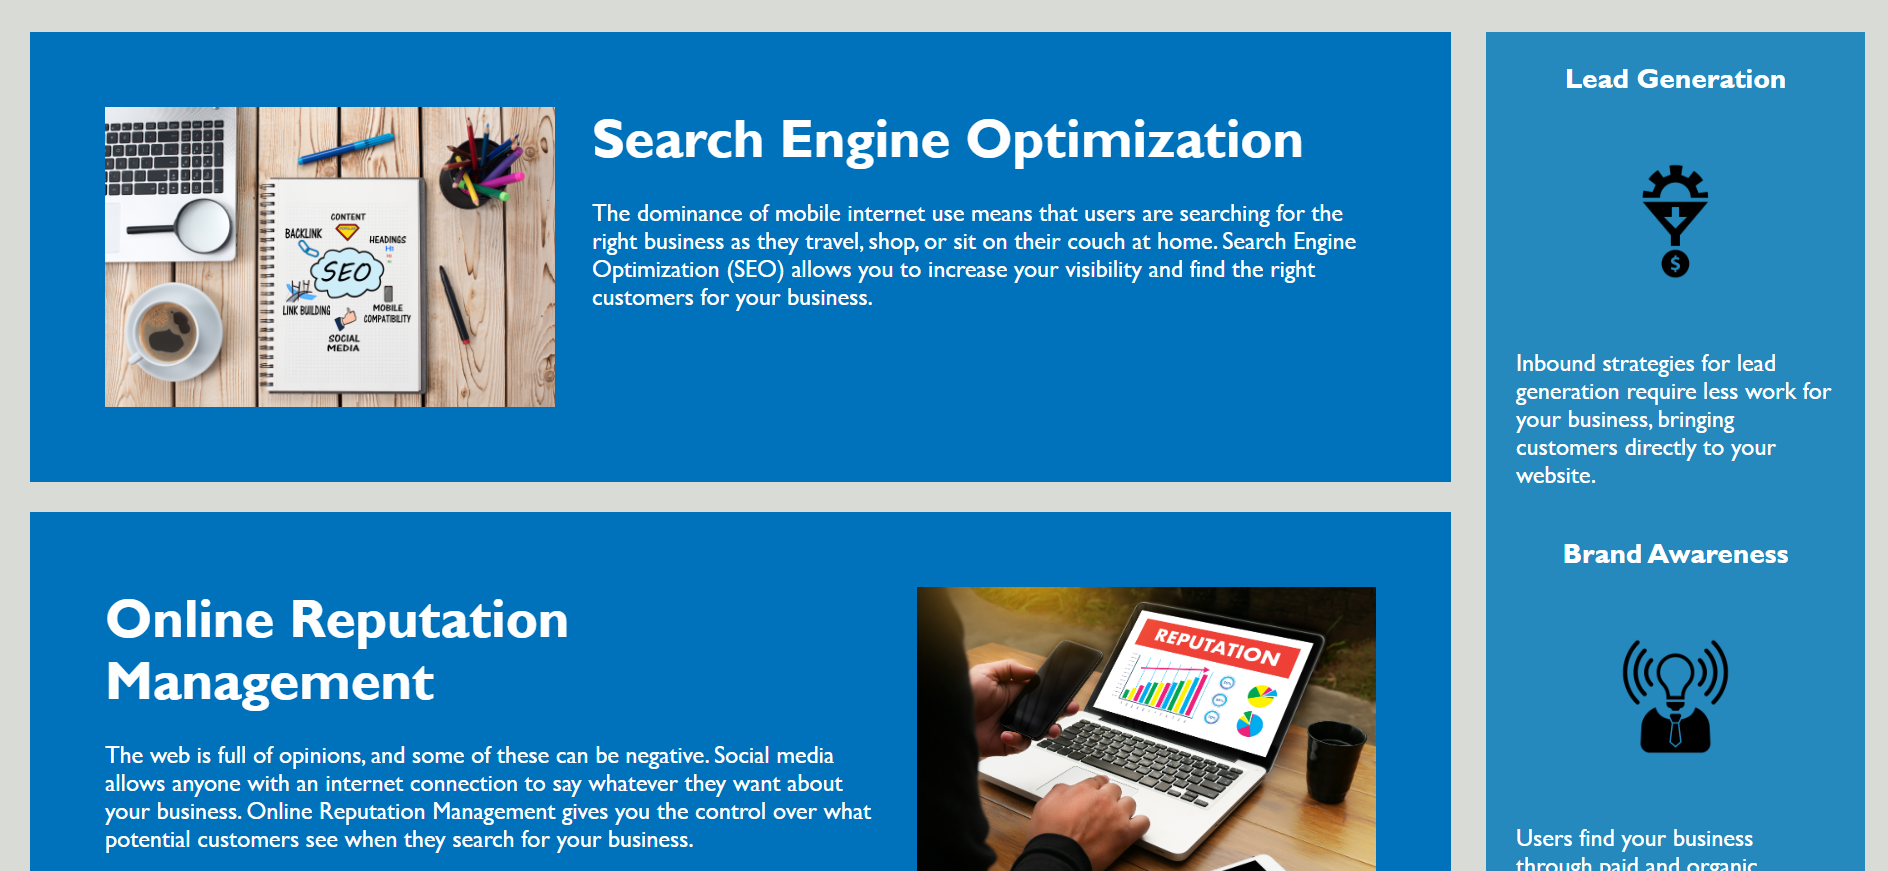 Search Engine Optimization
The dominance of mobile internet use means that users are searching for the
right business as they travel, shop, or sit on their couch at home. Search Engine
Optimization (SEO) allows you to increase your visibility and find the right
customers for your business.
CONTENT
BACKLINK
HEADINGS
H1
SEO
LINK BUILDING
MOBILE
COMPATIBILITY
SOCIAL
MEDIA
Online Reputation
Management
The web is full of opinions, and some of these can be negative. Social media
allows anyone with an internet connection to say whatever they want about
your business. Online Reputation Management gives you the control over what
potential customers see when they search for your business.
REPUTATION
Lead Generation
$
Inbound strategies for lead
generation require less work for
your business, bringing
customers directly to your
website.
Brand Awareness
Users find your business
through paid and organic